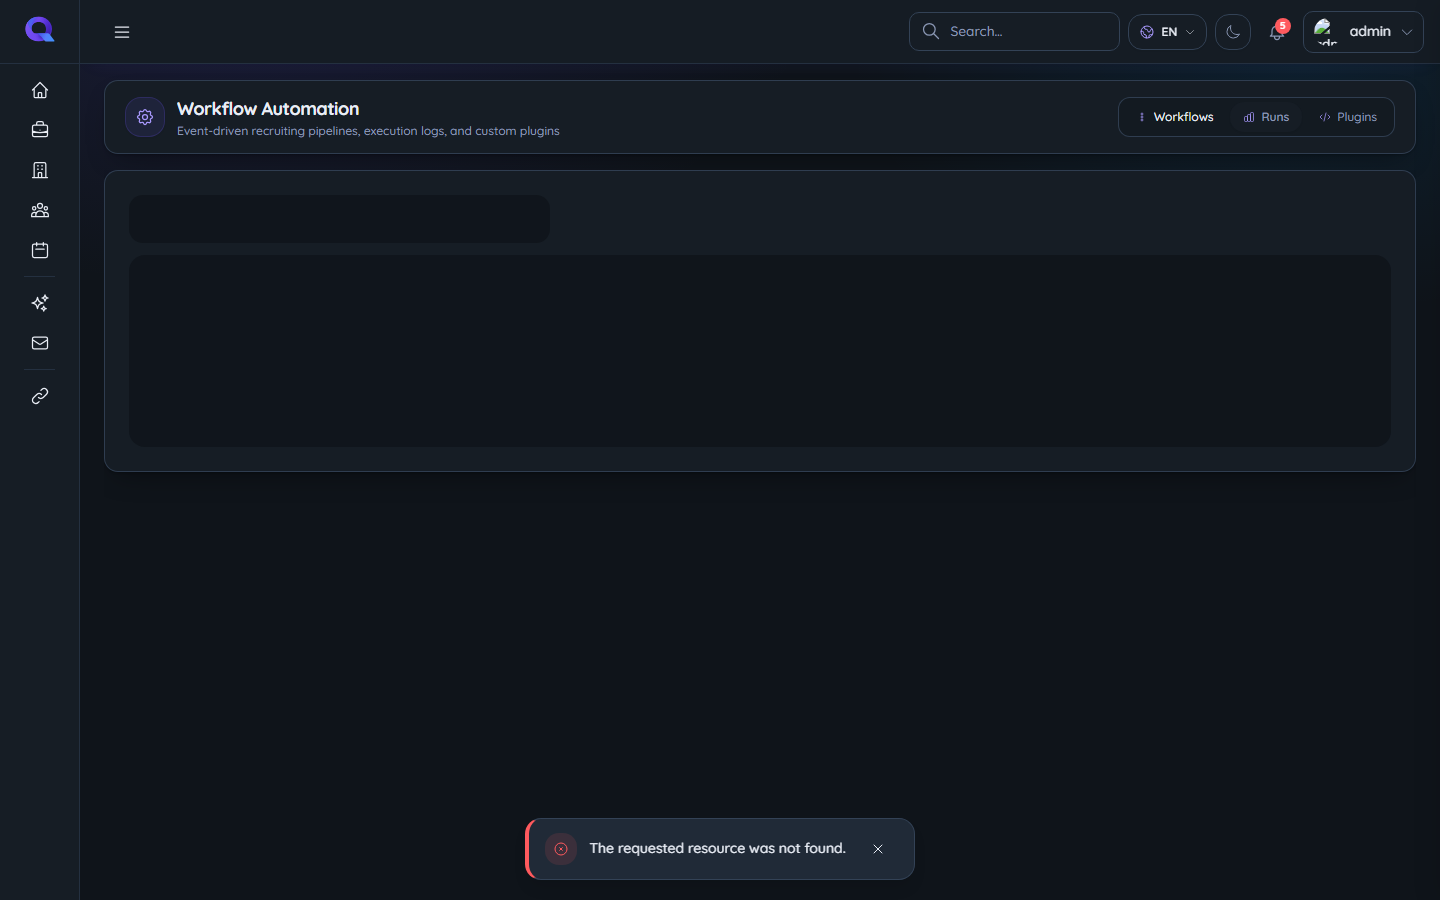 Search...
EN
5
admin
Workflow Automation
Event-driven recruiting pipelines, execution logs, and custom plugins
Workflows
Runs
Plugins
The requested resource was not found.